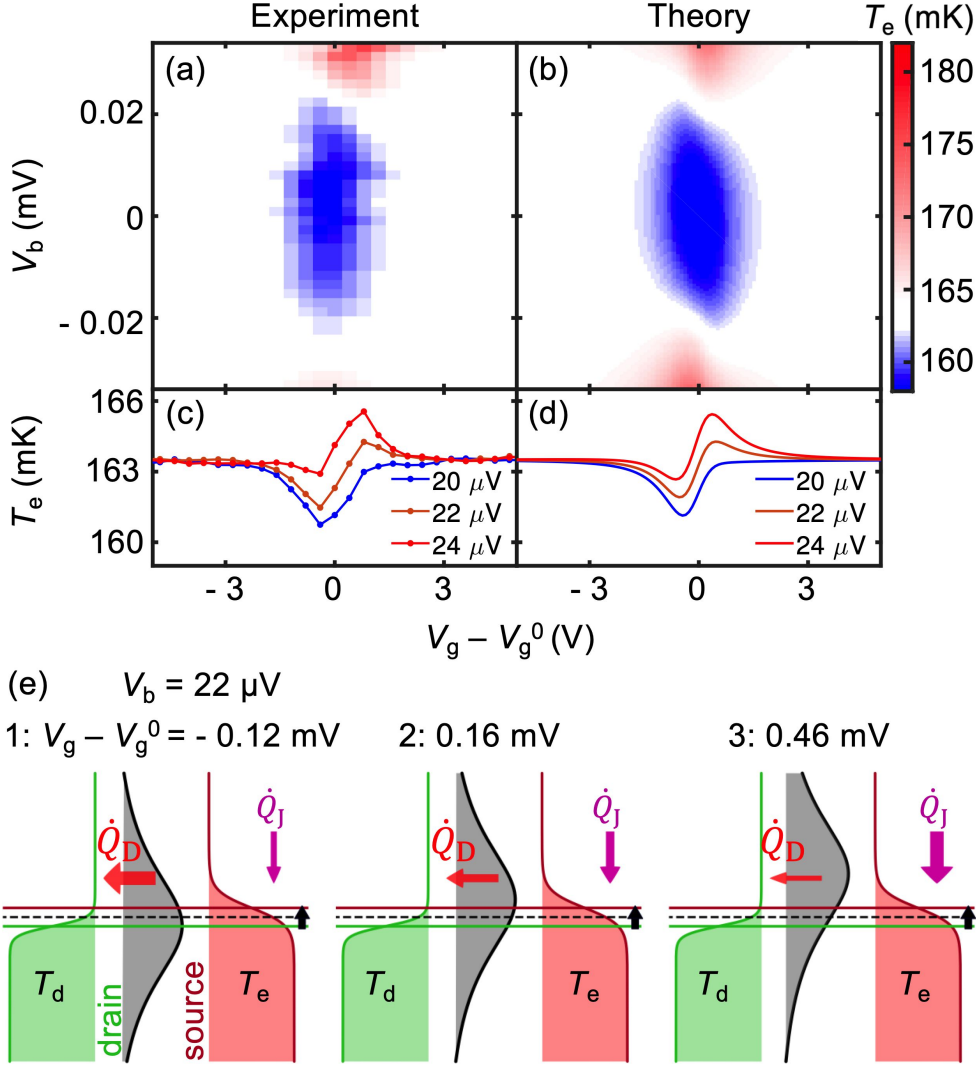 Experiment Theory Te (mK)
(a) (b)
180
175
170
165
160
Vb (mV)
0.02
0
- 0.02
(c) (d)
Te (mK)
166
163
160
20 μV
22 μV
24 μV
20 μV
22 μV
24 μV
- 3 0 3 - 3 0 3
Vg – Vg⁰ (V)
(e) Vb = 22 μV
1: Vg – Vg⁰ = - 0.12 mV 2: 0.16 mV 3: 0.46 mV
Q̇D Q̇J Q̇D Q̇J Q̇D Q̇J
Td drain source Te Td Te Td Te